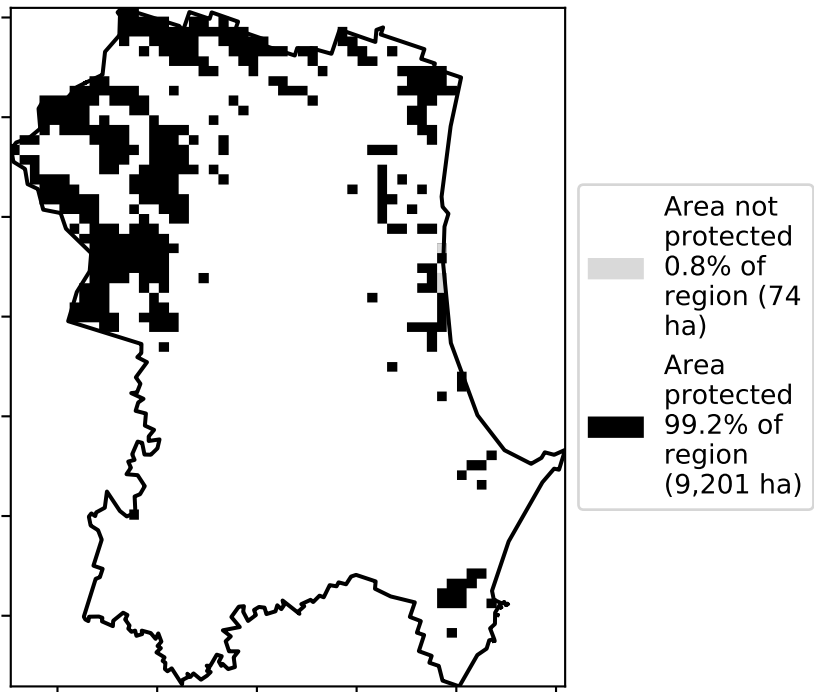 Area not
protected
0.8% of
region (74
ha)
Area
protected
99.2% of
region
(9,201 ha)